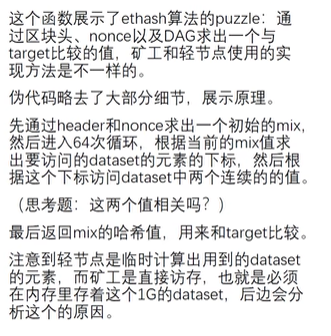 这个函数展示了ethash算法的puzzle：通
过区块头、nonce以及DAG求出一个与
target比较的值，矿工和轻节点使用的实
现方法是不一样的。
伪代码略去了大部分细节，展示原理。
先通过header和nonce求出一个初始的mix，
然后进入64次循环，根据当前的mix值求
出要访问的dataset的元素的下标，然后根
据这个下标访问dataset中两个连续的的值。
（思考题：这两个值相关吗？）
最后返回mix的哈希值，用来和target比较。
注意到轻节点是临时计算出用到的dataset
的元素，而矿工是直接访存，也就是必须
在内存里存着这个1G的dataset，后边会分
析这个的原因。